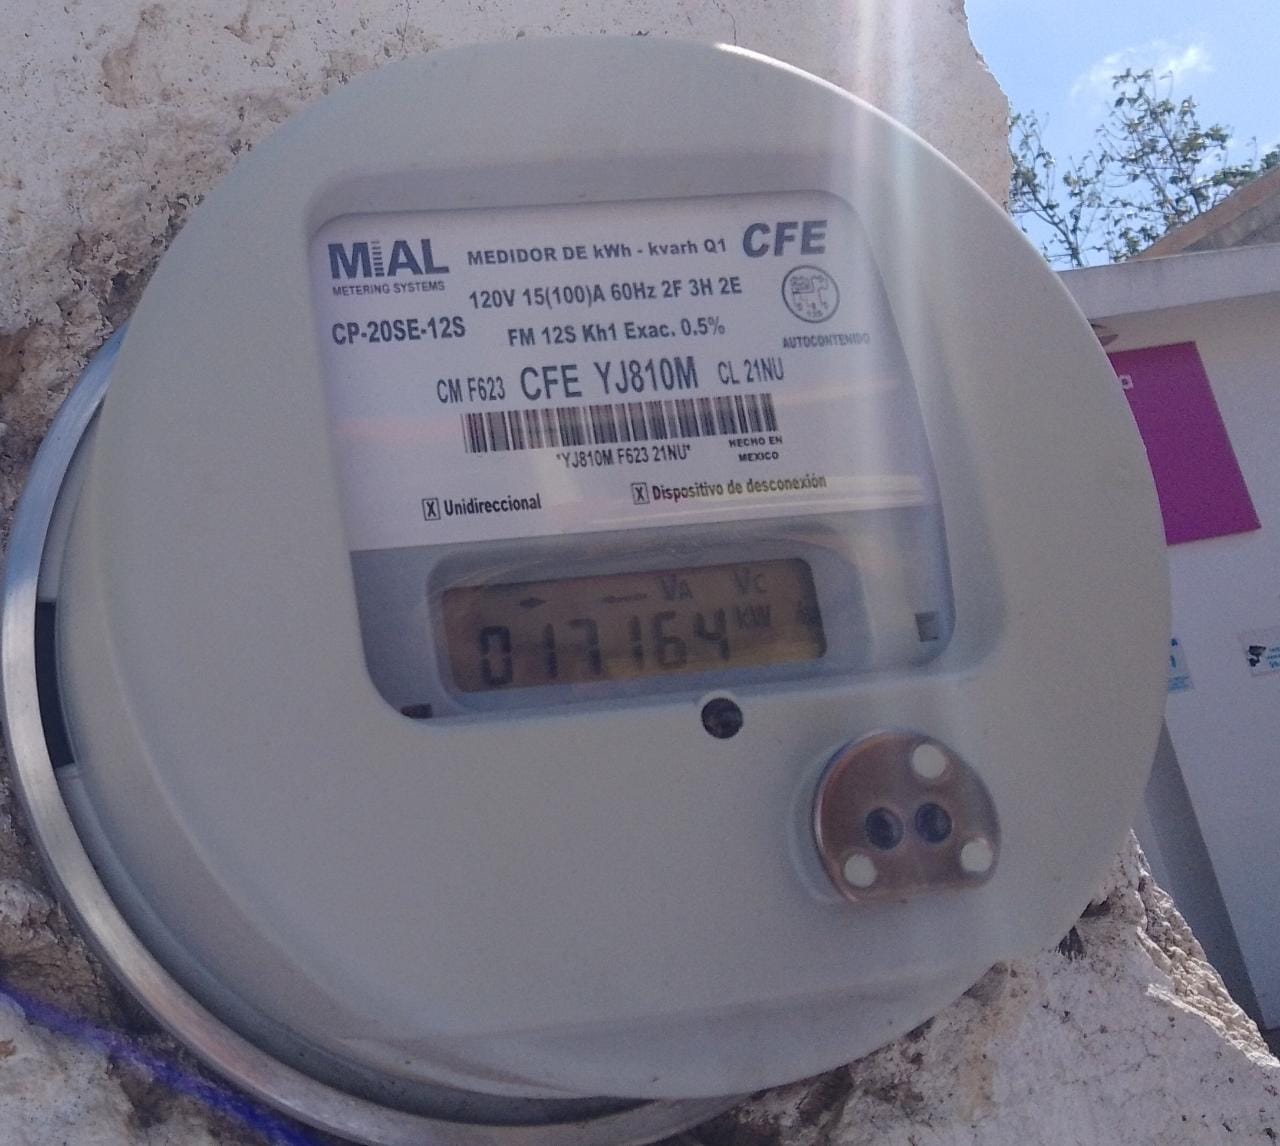 MIAL
METERING SYSTEMS
MEDIDOR DE kWh - kvarh Q1
CFE
120V 15(100)A 60Hz 2F 3H 2E
CP-20SE-12S
FM 12S Kh1 Exac. 0.5%
AUTOCONTENIDO
CM F623 CFE YJ810M CL 21NU
*YJ810M F623 21NU*
HECHO EN
MEXICO
X Unidireccional
X Dispositivo de desconexión
VA VC
017164 kW